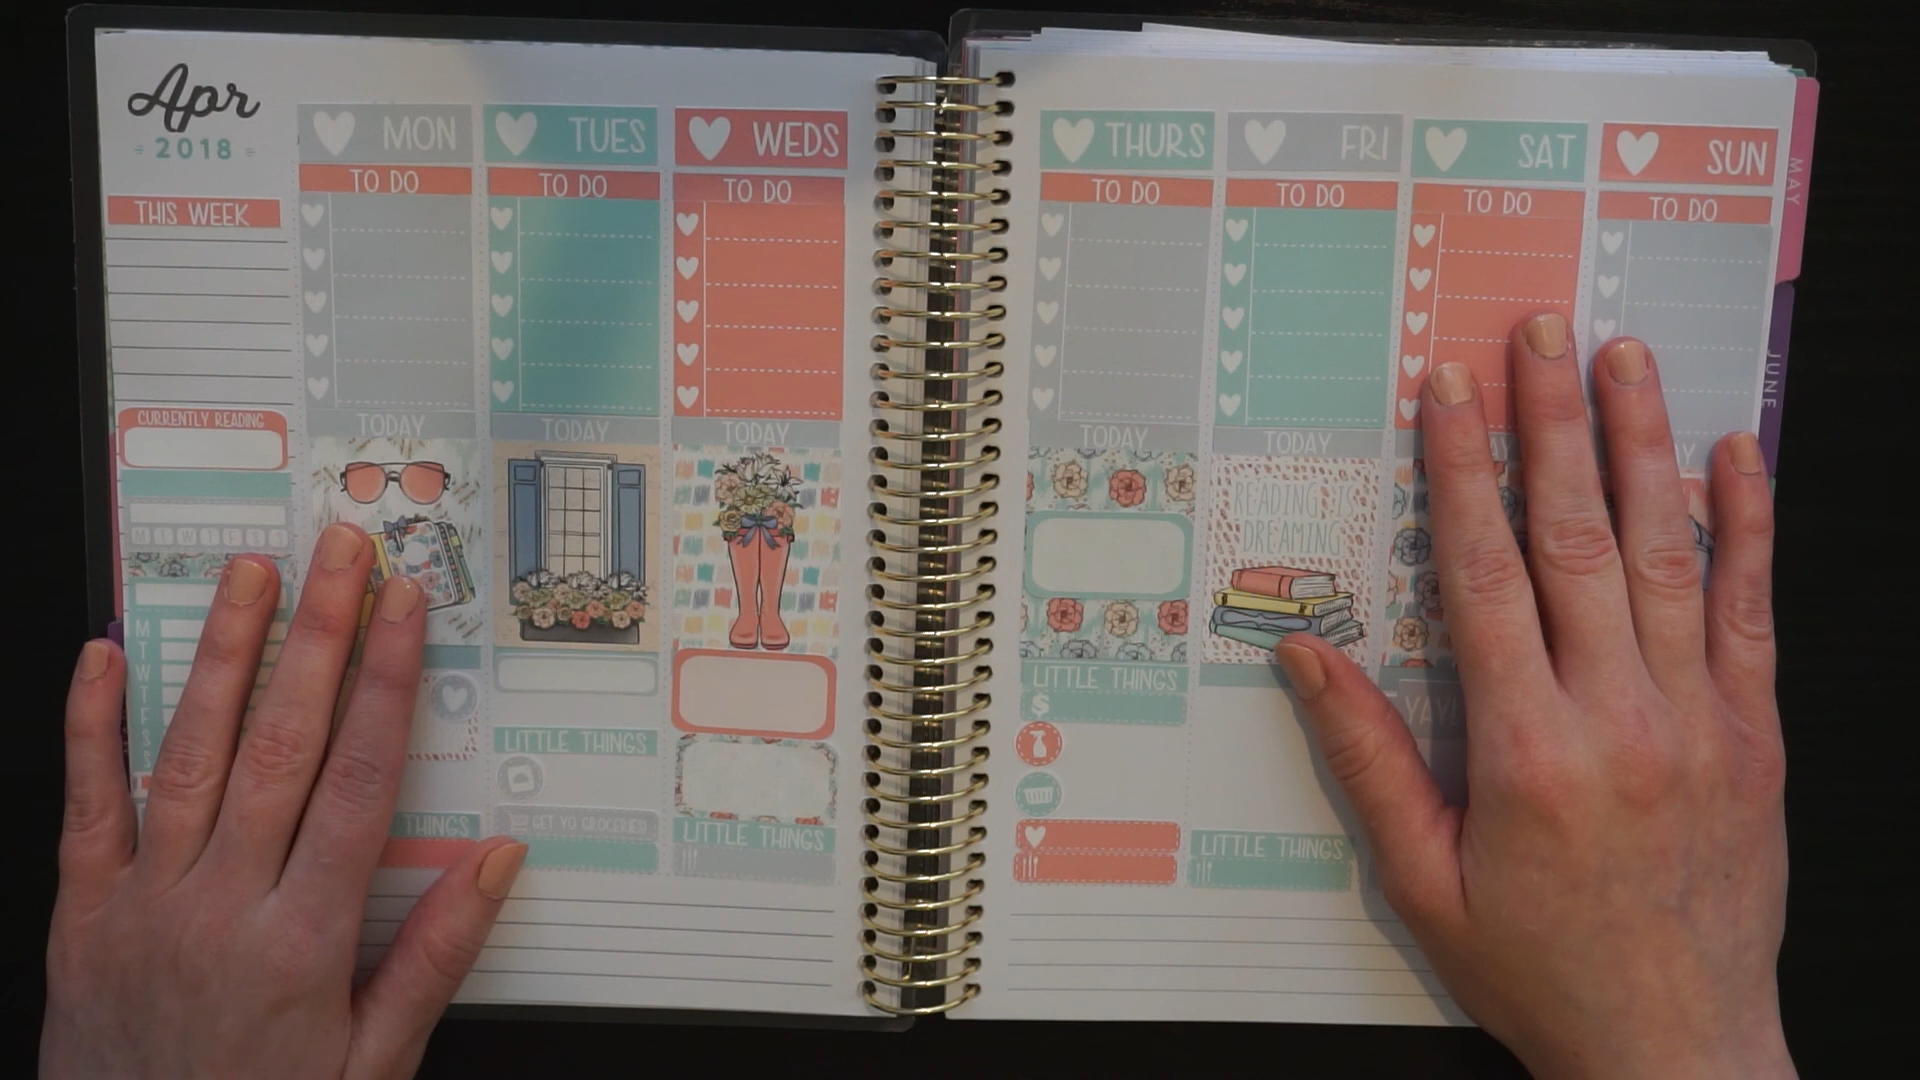 Apr
2018
THIS WEEK
CURRENTLY READING
M T W T F S S
M
T
W
T
F
S
S
MON
TO DO
TODAY
THINGS
TUES
TO DO
TODAY
LITTLE THINGS
GET YO GROCERIES!
WEDS
TO DO
TODAY
LITTLE THINGS
THURS
TO DO
TODAY
LITTLE THINGS
$
FRI
TO DO
TODAY
READING IS
DREAMING
LITTLE THINGS
SAT
TO DO
YAY!
SUN
TO DO
MAY
JUNE